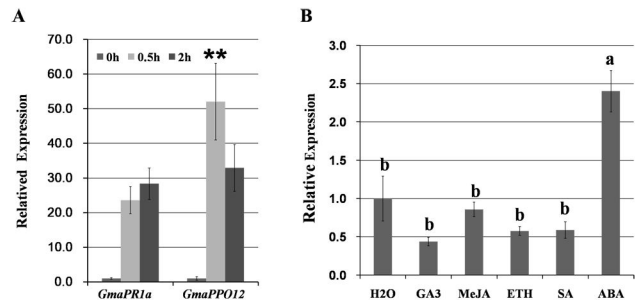 A
Relatived Expression
70.0
60.0
50.0
40.0
30.0
20.0
10.0
0.0
0h 0.5h 2h
**
GmaPR1a GmaPPO12
B
Relative Expression
3.0
2.5
2.0
1.5
1.0
0.5
0.0
b b b b b a
H2O GA3 MeJA ETH SA ABA